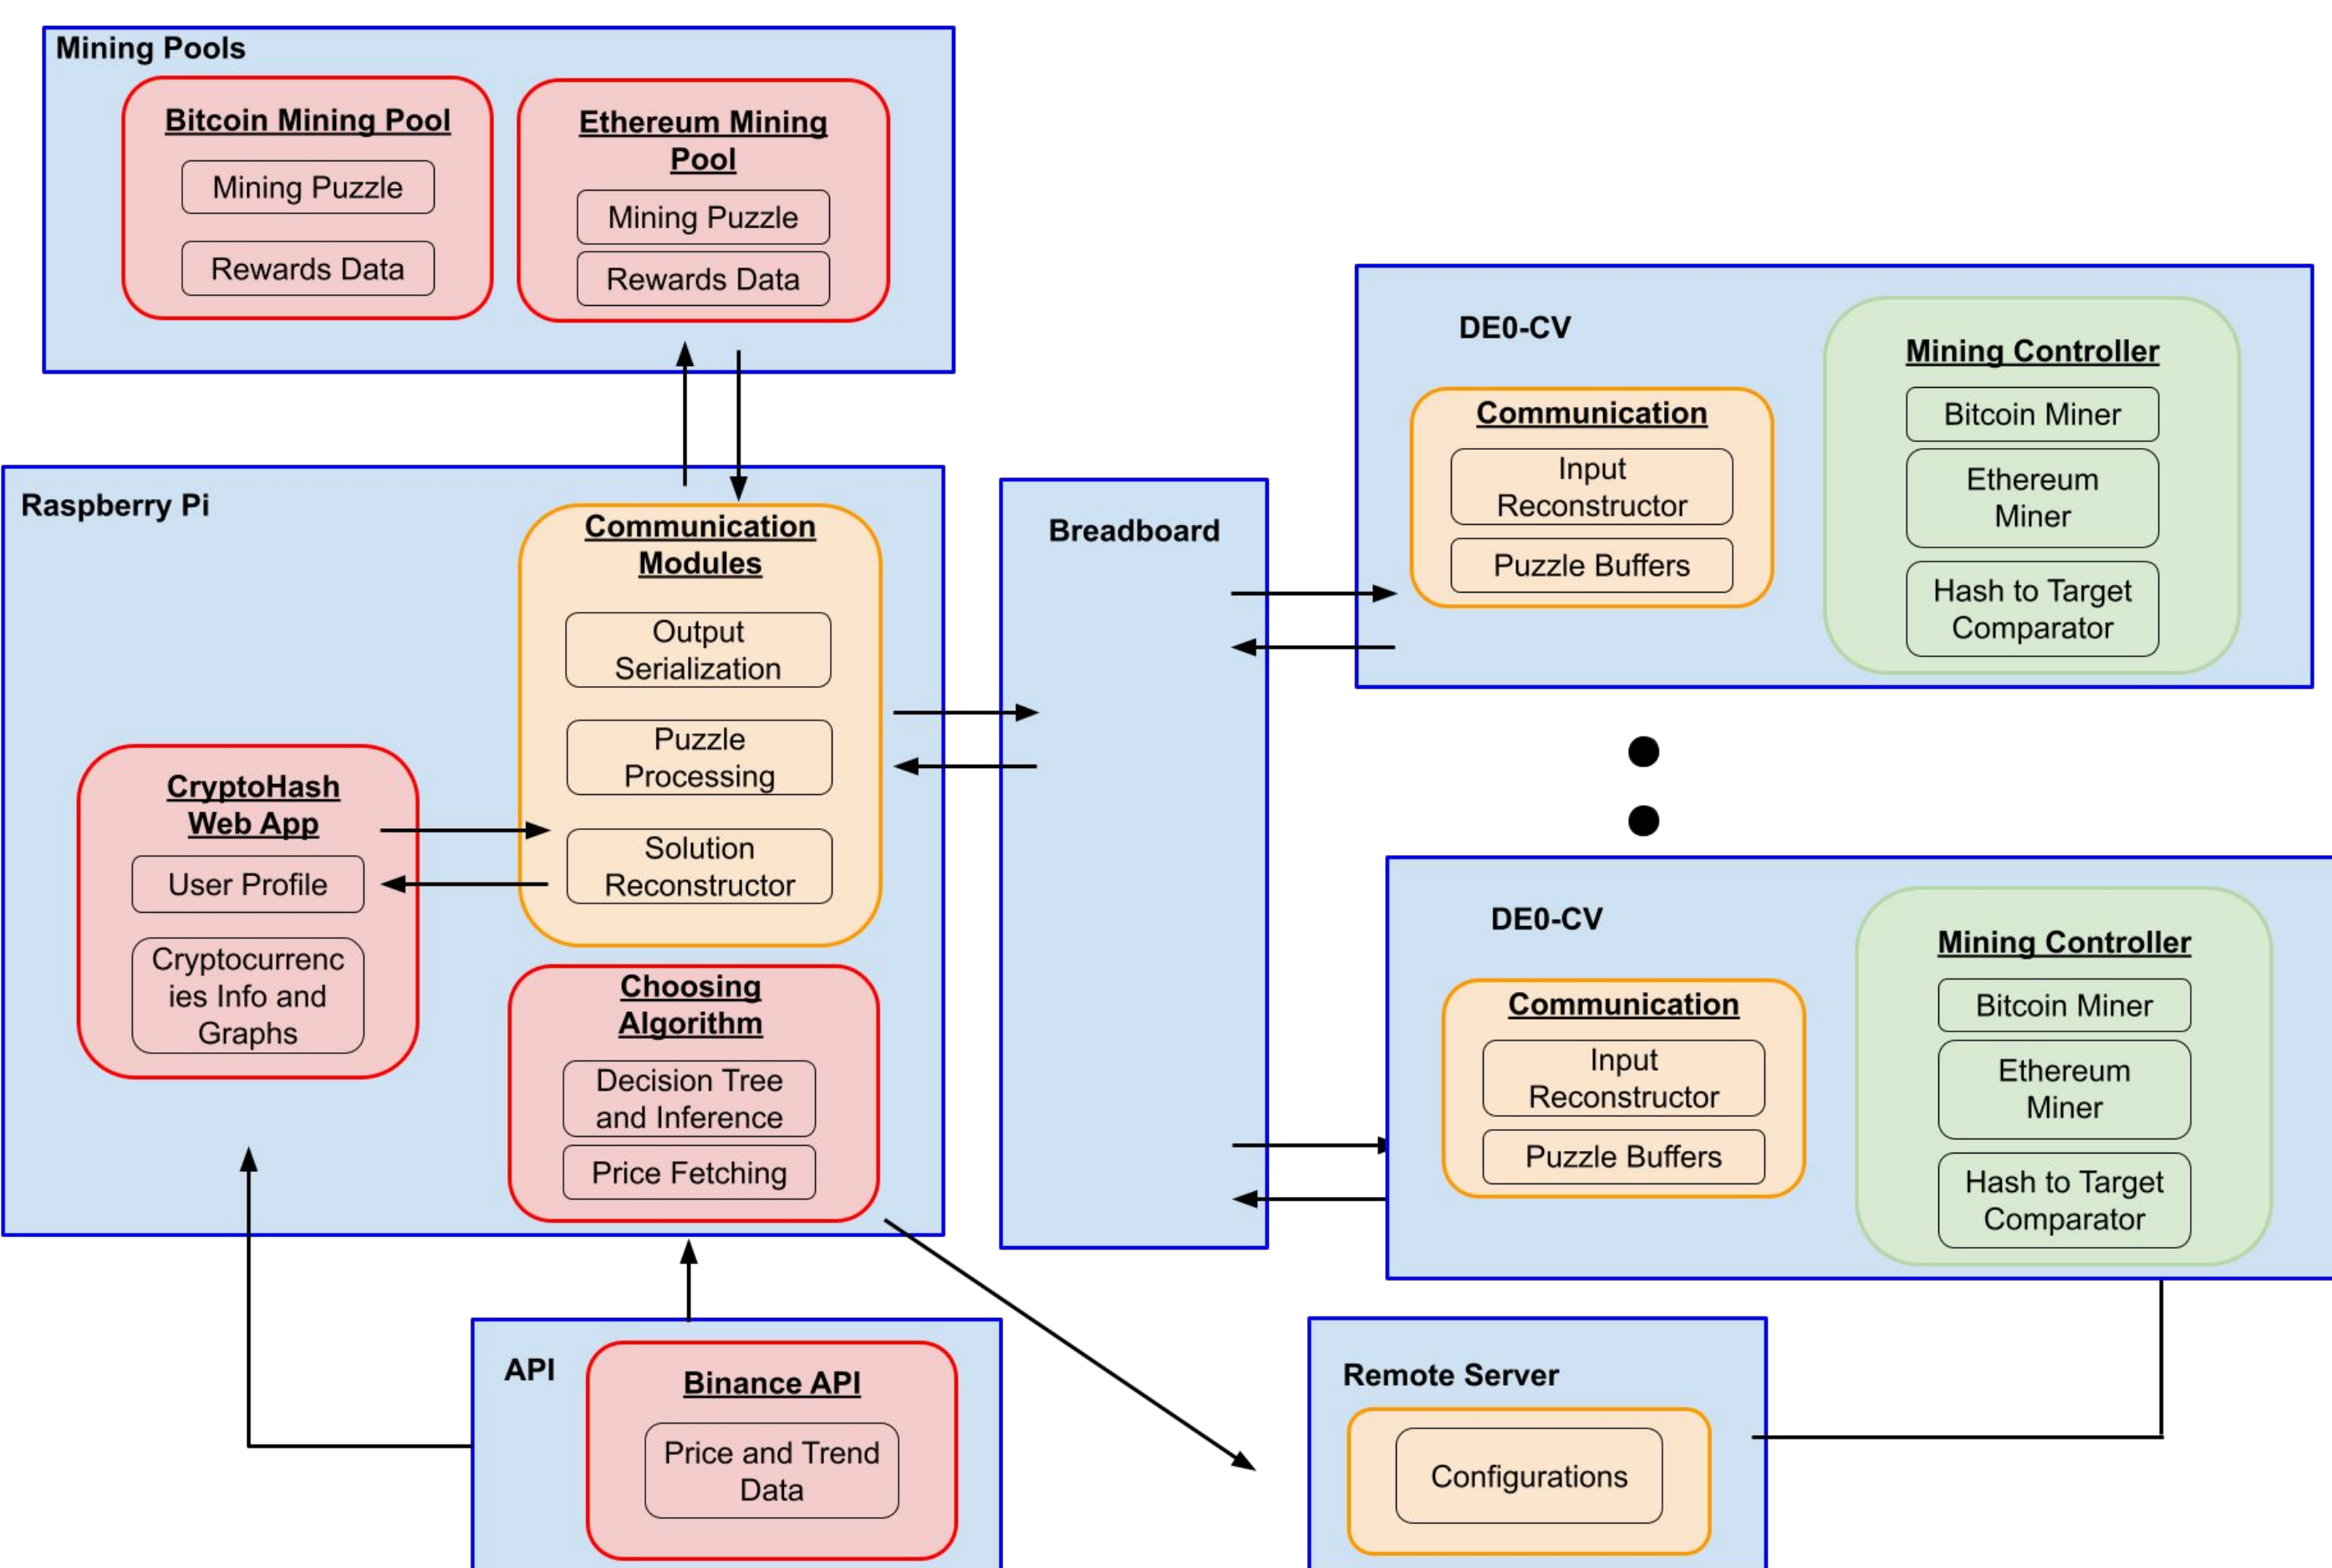 Mining Pools
Bitcoin Mining Pool
Mining Puzzle
Rewards Data
Ethereum Mining
Pool
Mining Puzzle
Rewards Data
Raspberry Pi
Communication
Modules
Output
Serialization
Puzzle
Processing
Solution
Reconstructor
CryptoHash
Web App
User Profile
Cryptocurrenc
ies Info and
Graphs
Choosing
Algorithm
Decision Tree
and Inference
Price Fetching
Breadboard
DE0-CV
Communication
Input
Reconstructor
Puzzle Buffers
Mining Controller
Bitcoin Miner
Ethereum
Miner
Hash to Target
Comparator
DE0-CV
Communication
Input
Reconstructor
Puzzle Buffers
Mining Controller
Bitcoin Miner
Ethereum
Miner
Hash to Target
Comparator
API
Binance API
Price and Trend
Data
Remote Server
Configurations